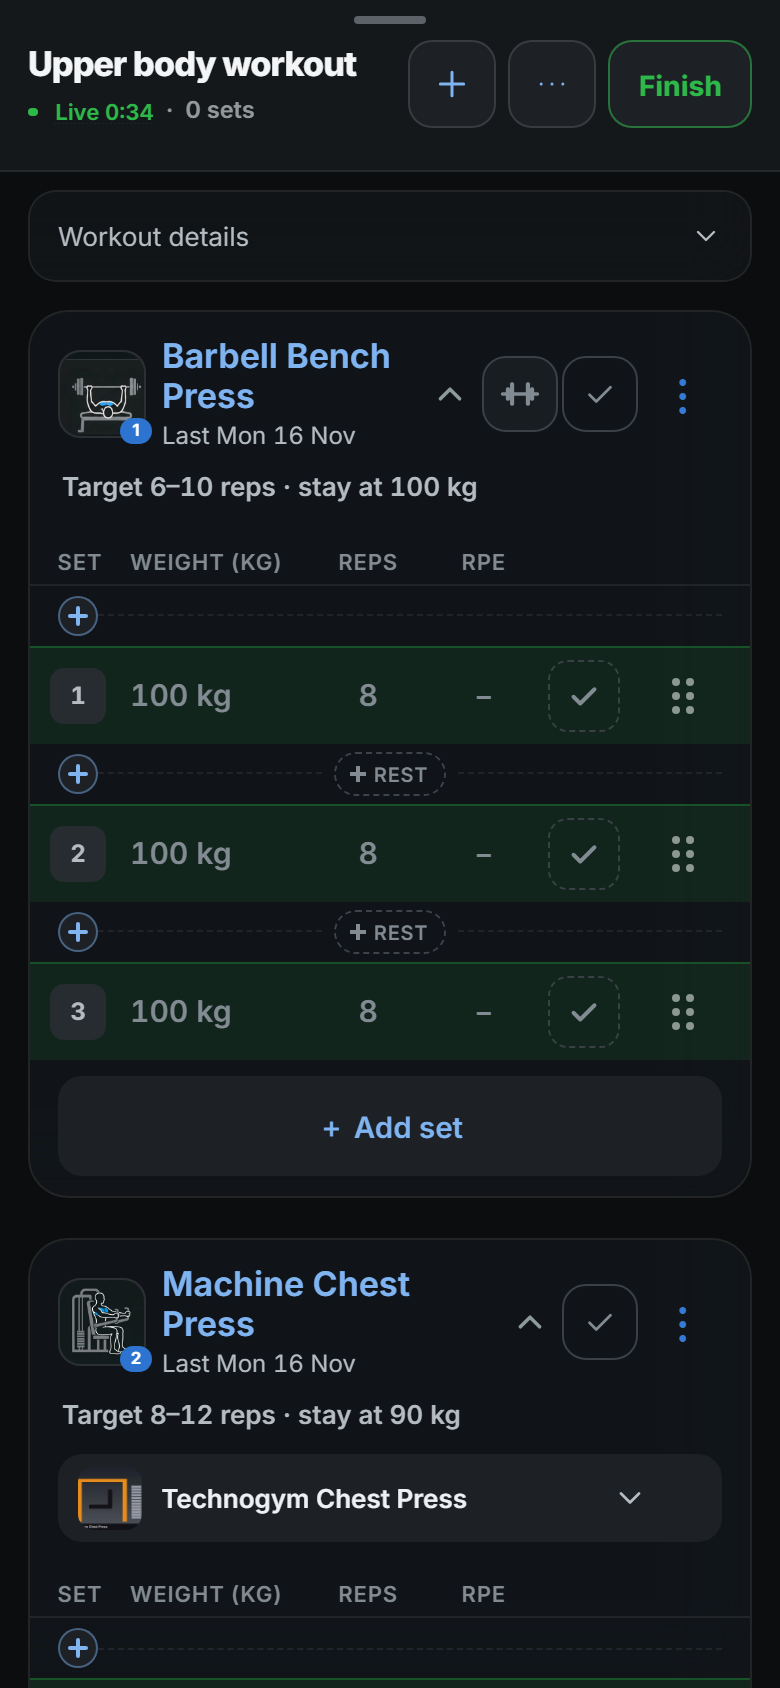 Upper body workout
Live 0:34 · 0 sets
+
...
Finish
Workout details
Barbell Bench
Press
1
Last Mon 16 Nov
Target 6–10 reps · stay at 100 kg
SET WEIGHT (KG) REPS RPE
1 100 kg 8 –
+ REST
2 100 kg 8 –
+ REST
3 100 kg 8 –
+ Add set
Machine Chest
Press
2
Last Mon 16 Nov
Target 8–12 reps · stay at 90 kg
Technogym Chest Press
SET WEIGHT (KG) REPS RPE